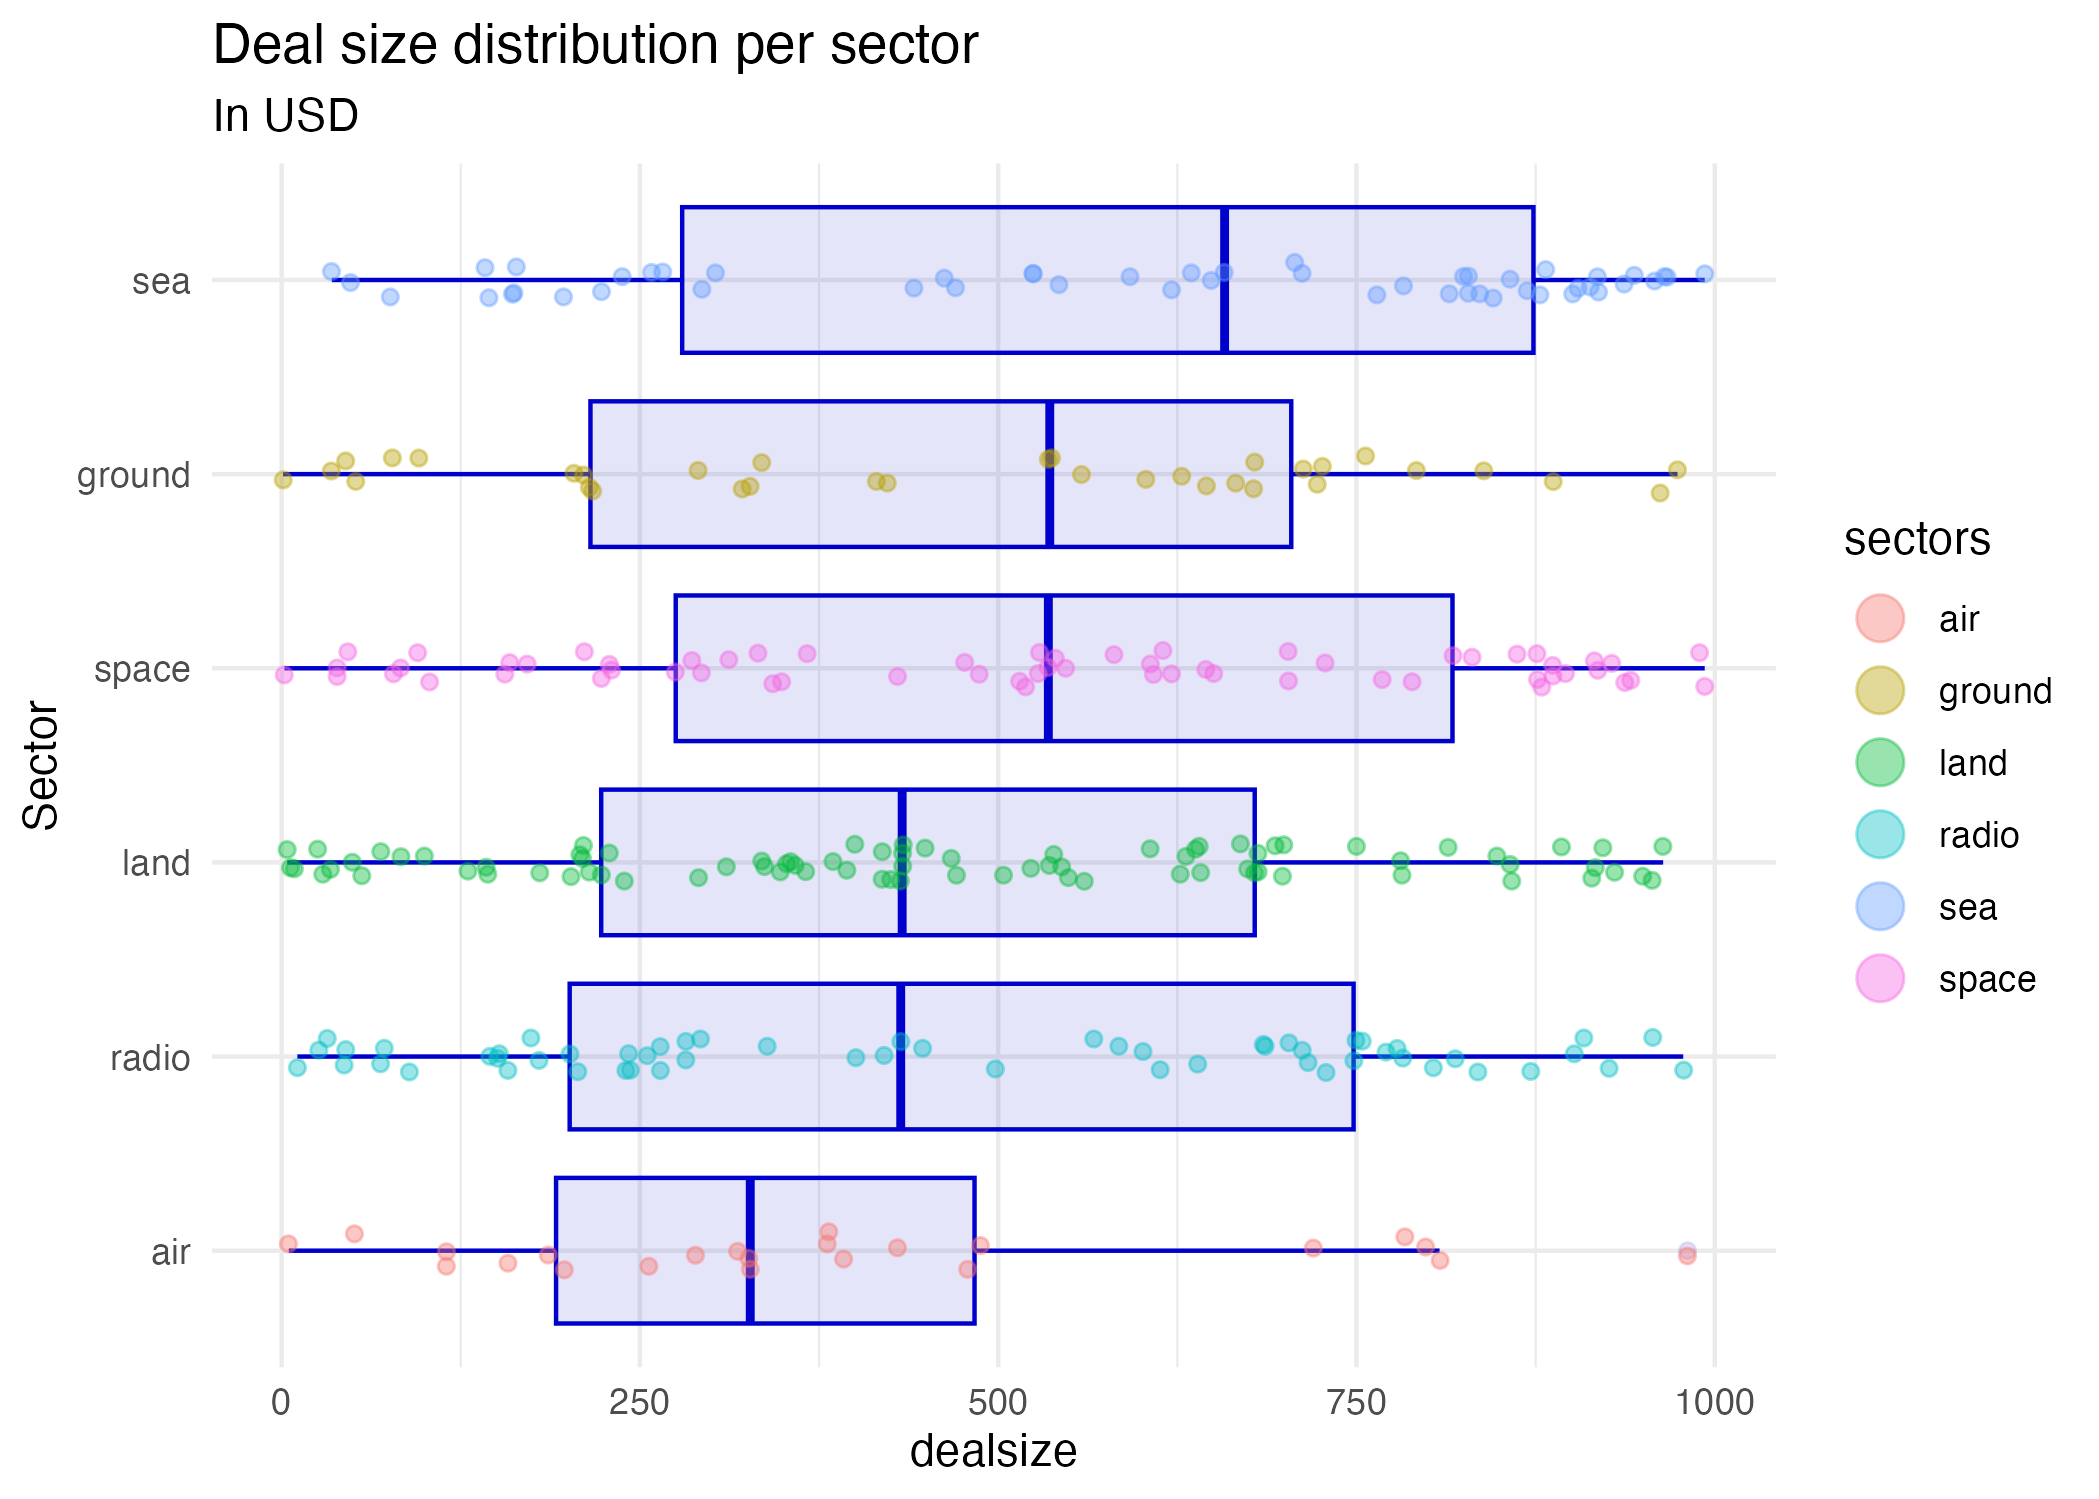 Deal size distribution per sector
In USD
sea
ground
space
land
radio
air
Sector
0 250 500 750 1000
dealsize
sectors
air
ground
land
radio
sea
space